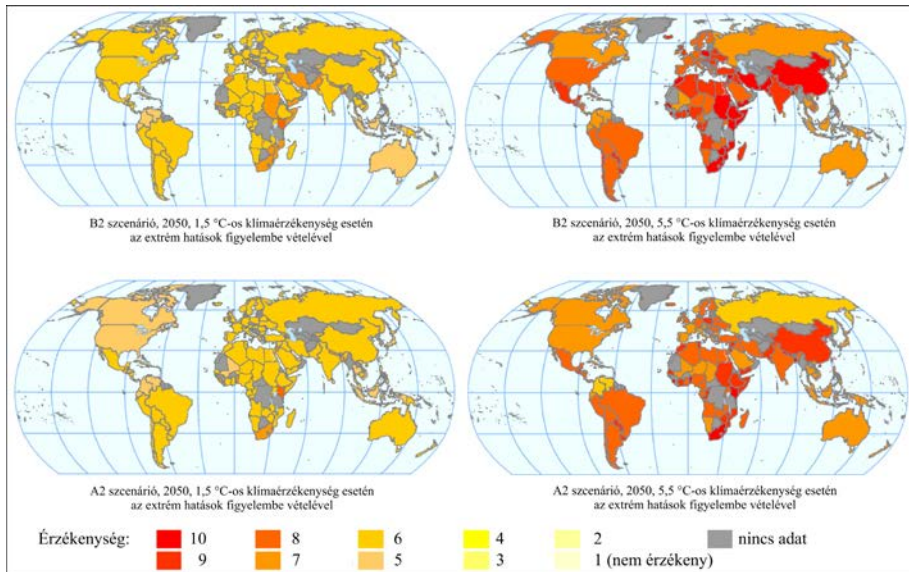 B2 szcenárió, 2050, 1,5 °C-os klímaérzékenység esetén
az extrém hatások figyelembe vételével
B2 szcenárió, 2050, 5,5 °C-os klímaérzékenység esetén
az extrém hatások figyelembe vételével
A2 szcenárió, 2050, 1,5 °C-os klímaérzékenység esetén
az extrém hatások figyelembe vételével
A2 szcenárió, 2050, 5,5 °C-os klímaérzékenység esetén
az extrém hatások figyelembe vételével
Érzékenység: 10 8 6 4 2 nincs adat
9 7 5 3 1 (nem érzékeny)